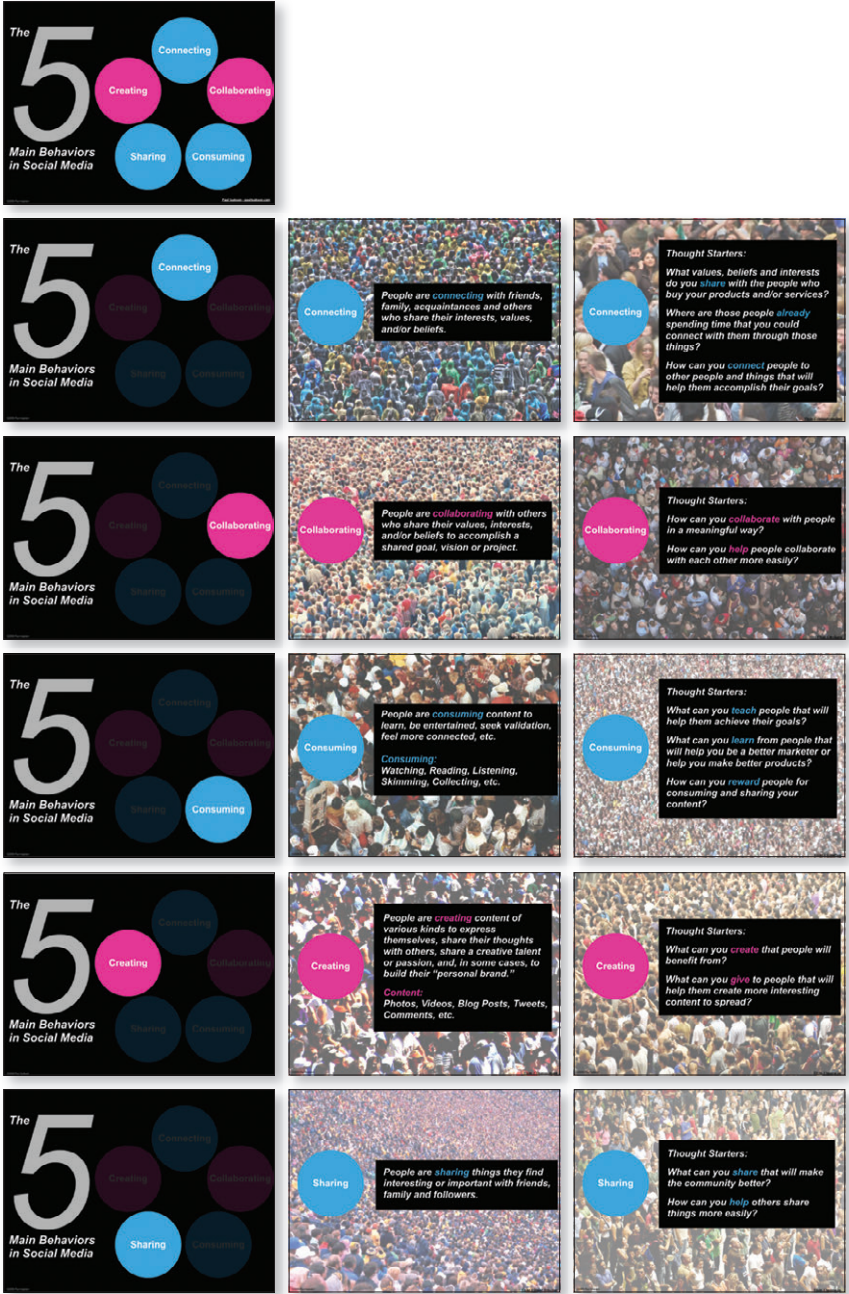 The
5
Main Behaviors
in Social Media
Connecting
Creating
Collaborating
Sharing
Consuming
The
5
Main Behaviors
in Social Media
Connecting
Creating
Collaborating
Sharing
Consuming
Connecting
People are connecting with friends,
family, acquaintances and others
who share their interests, values,
and/or beliefs.
Connecting
Thought Starters:
What values, beliefs and interests
do you share with the people who
buy your products and/or services?
Where are those people already
spending time that you could
connect with them through those
things?
How can you connect people to
other people and things that will
help them accomplish their goals?
The
5
Main Behaviors
in Social Media
Connecting
Creating
Collaborating
Sharing
Consuming
Collaborating
People are collaborating with others
who share their values, interests,
and/or beliefs to accomplish a
shared goal, vision or project.
Collaborating
Thought Starters:
How can you collaborate with people
in a meaningful way?
How can you help people collaborate
with each other more easily?
The
5
Main Behaviors
in Social Media
Connecting
Creating
Collaborating
Sharing
Consuming
Consuming
People are consuming content to
learn, be entertained, seek validation,
feel more connected, etc.
Consuming:
Watching, Reading, Listening,
Skimming, Collecting, etc.
Consuming
Thought Starters:
What can you teach people that will
help them achieve their goals?
What can you learn from people that
will help you be a better marketer or
help you make better products?
How can you reward people for
consuming and sharing your
content?
The
5
Main Behaviors
in Social Media
Connecting
Creating
Collaborating
Sharing
Consuming
Creating
People are creating content of
various kinds to express
themselves, share their thoughts
with others, share a creative talent
or passion, and, in some cases, to
build their “personal brand.”
Content:
Photos, Videos, Blog Posts, Tweets,
Comments, etc.
Creating
Thought Starters:
What can you create that people will
benefit from?
What can you give to people that will
help them create more interesting
content to spread?
The
5
Main Behaviors
in Social Media
Connecting
Creating
Collaborating
Sharing
Consuming
Sharing
People are sharing things they find
interesting or important with friends,
family and followers.
Sharing
Thought Starters:
What can you share that will make
the community better?
How can you help others share
things more easily?